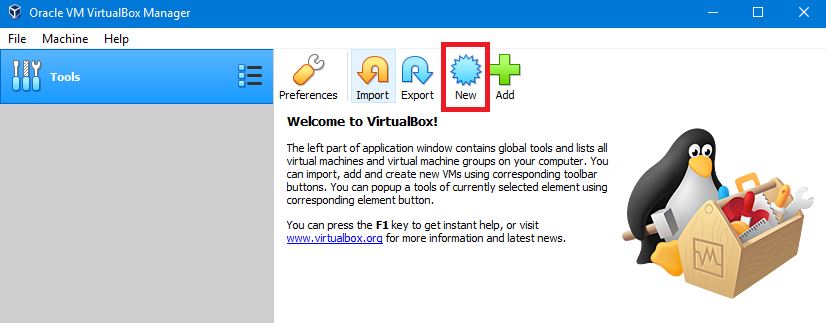 Oracle VM VirtualBox Manager
File Machine Help
Tools
Preferences Import Export New Add
Welcome to VirtualBox!
The left part of application window contains global tools and lists all
virtual machines and virtual machine groups on your computer. You
can import, add and create new VMs using corresponding toolbar
buttons. You can popup a tools of currently selected element using
corresponding element button.
You can press the F1 key to get instant help, or visit
www.virtualbox.org for more information and latest news.